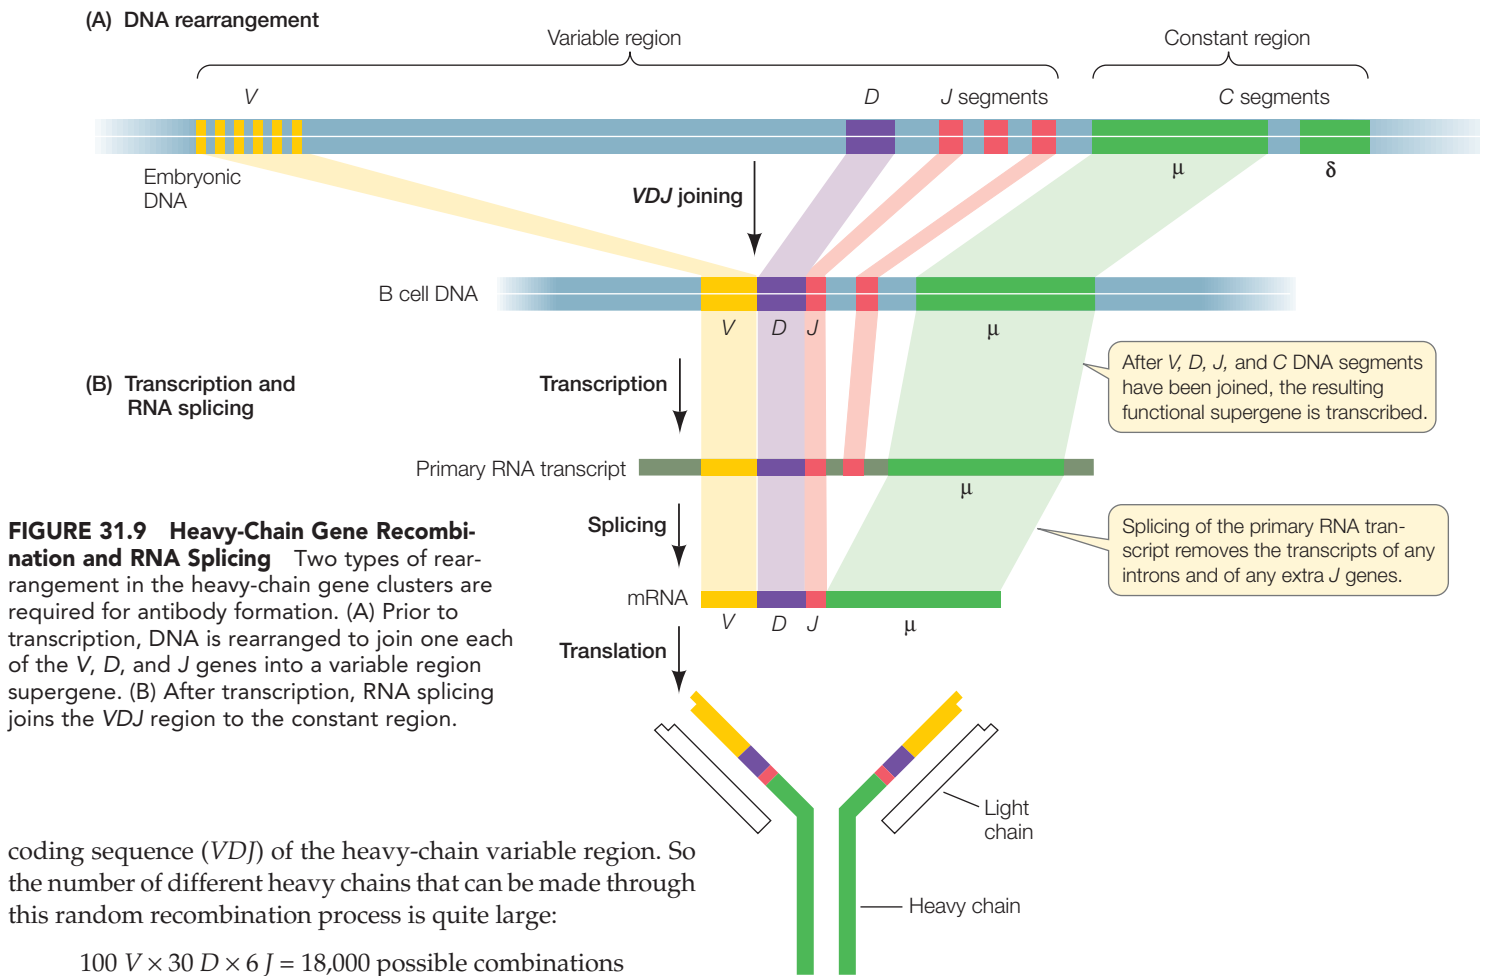 (A) DNA rearrangement
Variable region
Constant region
V
D
J segments
C segments
Embryonic
DNA
μ
δ
VDJ joining
B cell DNA
V
D
J
μ
After V, D, J, and C DNA segments
have been joined, the resulting
functional supergene is transcribed.
(B) Transcription and
RNA splicing
Transcription
Primary RNA transcript
μ
Splicing
Splicing of the primary RNA tran-
script removes the transcripts of any
introns and of any extra J genes.
mRNA
V
D
J
μ
Translation
Light
chain
Heavy chain
FIGURE 31.9 Heavy-Chain Gene Recombi-
nation and RNA Splicing Two types of rear-
rangement in the heavy-chain gene clusters are
required for antibody formation. (A) Prior to
transcription, DNA is rearranged to join one each
of the V, D, and J genes into a variable region
supergene. (B) After transcription, RNA splicing
joins the VDJ region to the constant region.
coding sequence (VDJ) of the heavy-chain variable region. So
the number of different heavy chains that can be made through
this random recombination process is quite large:
100 V × 30 D × 6 J = 18,000 possible combinations